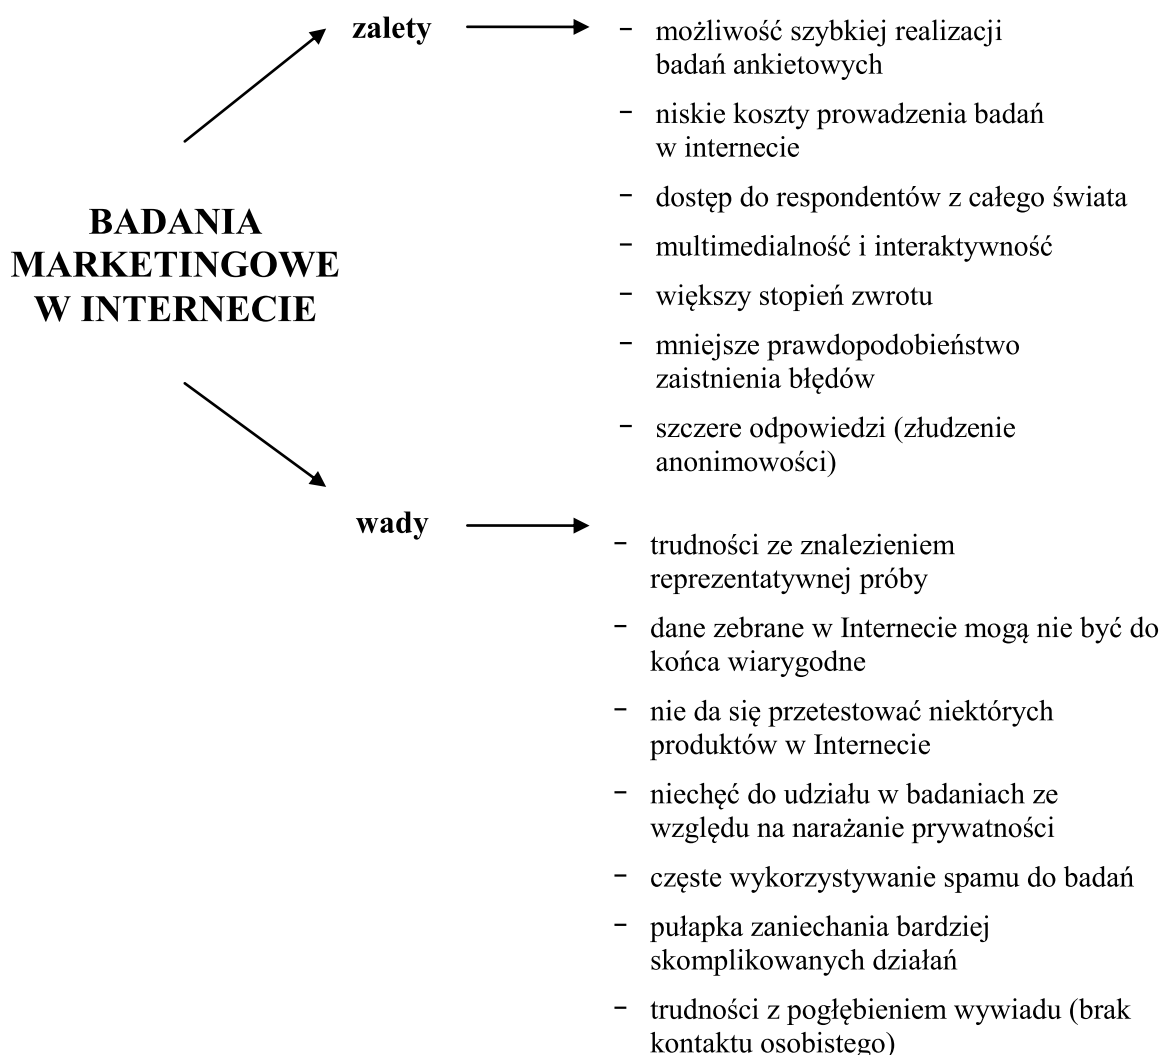 zalety
– możliwość szybkiej realizacji
badań ankietowych
– niskie koszty prowadzenia badań
w internecie
– dostęp do respondentów z całego świata
– multimedialność i interaktywność
– większy stopień zwrotu
– mniejsze prawdopodobieństwo
zaistnienia błędów
– szczere odpowiedzi (złudzenie
anonimowości)
BADANIA
MARKETINGOWE
W INTERNECIE
wady
– trudności ze znalezieniem
reprezentatywnej próby
– dane zebrane w Internecie mogą nie być do
końca wiarygodne
– nie da się przetestować niektórych
produktów w Internecie
– niechęć do udziału w badaniach ze
względu na narażanie prywatności
– częste wykorzystywanie spamu do badań
– pułapka zaniechania bardziej
skomplikowanych działań
– trudności z pogłębieniem wywiadu (brak
kontaktu osobistego)